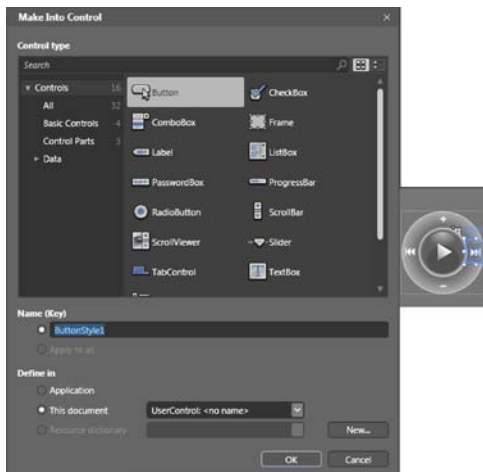 Make Into Control
Control type
Search
Controls 16
All 32
Basic Controls 4
Control Parts 3
Data
Button
CheckBox
ComboBox
Frame
Label
ListBox
PasswordBox
ProgressBar
RadioButton
ScrollBar
ScrollViewer
Slider
TabControl
TextBox
Name (Key)
ButtonStyle1
Apply to all
Define in
Application
This document
UserControl: <no name>
Resource dictionary
New...
OK
Cancel